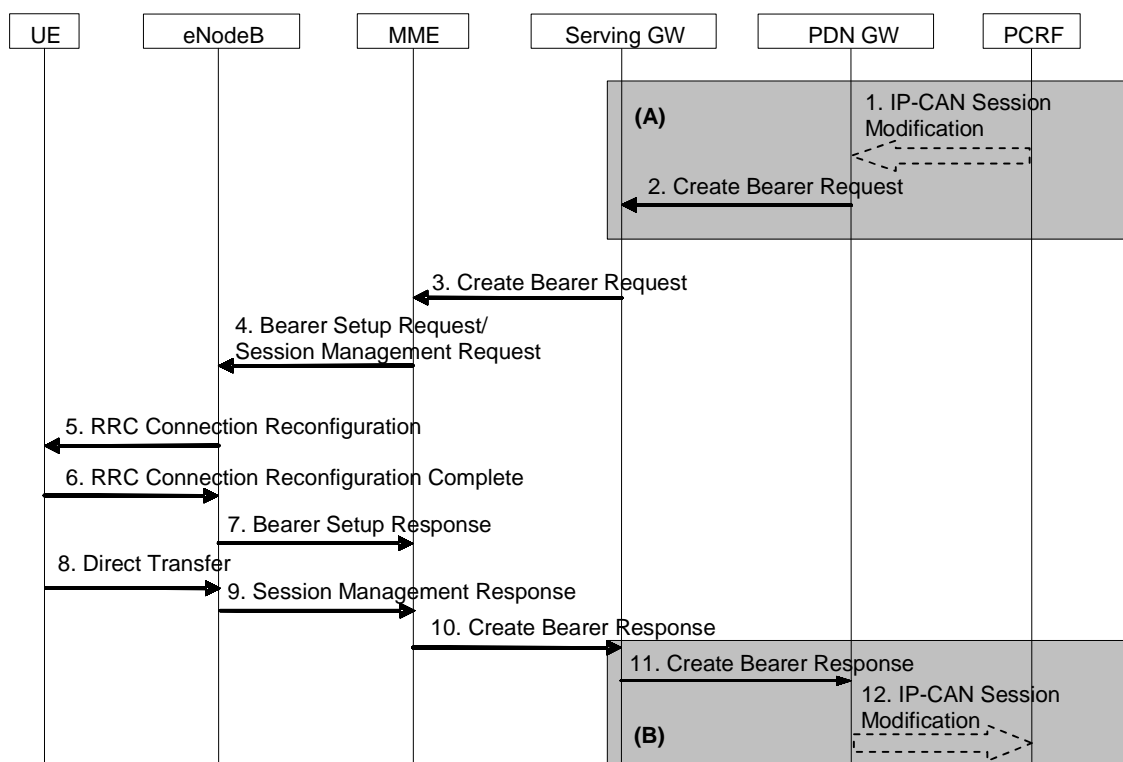 UE eNodeB MME Serving GW PDN GW PCRF
(A)
1. IP-CAN Session
Modification
2. Create Bearer Request
3. Create Bearer Request
4. Bearer Setup Request/
Session Management Request
5. RRC Connection Reconfiguration
6. RRC Connection Reconfiguration Complete
7. Bearer Setup Response
8. Direct Transfer
9. Session Management Response
10. Create Bearer Response
11. Create Bearer Response
12. IP-CAN Session
Modification
(B)